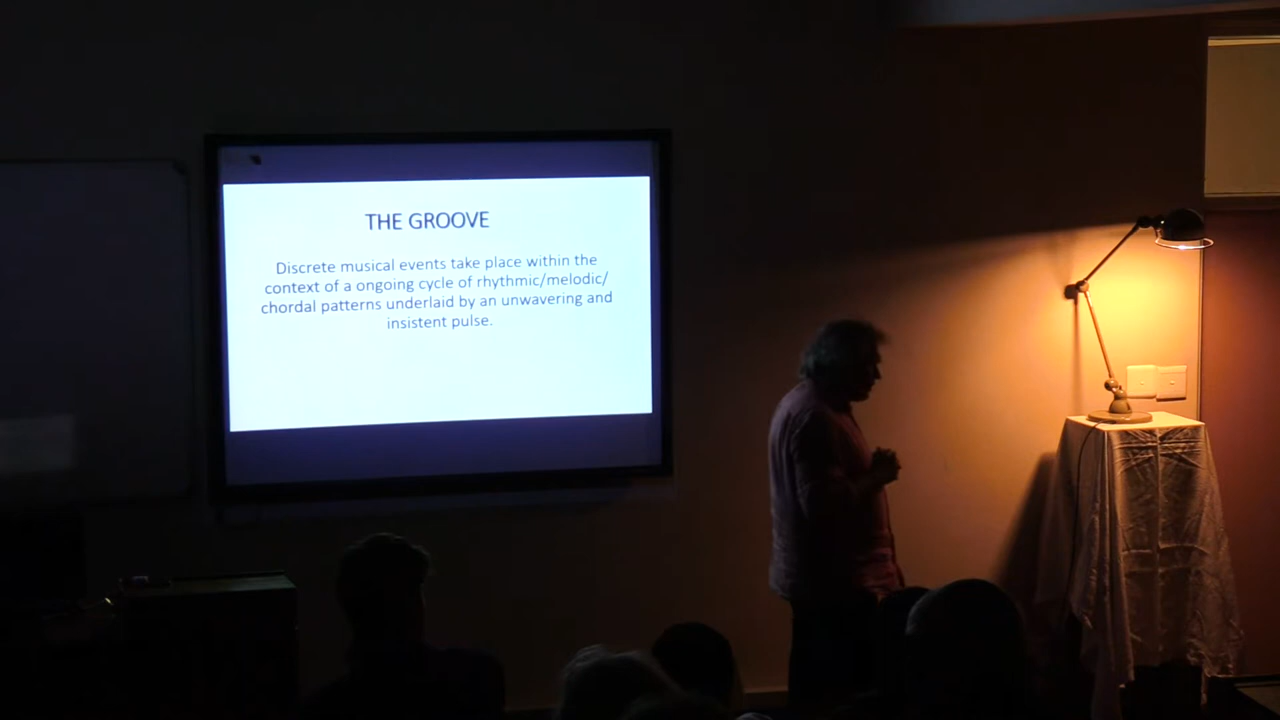 THE GROOVE
Discrete musical events take place within the
context of a ongoing cycle of rhythmic/melodic/
chordal patterns underlaid by an unwavering and
insistent pulse.